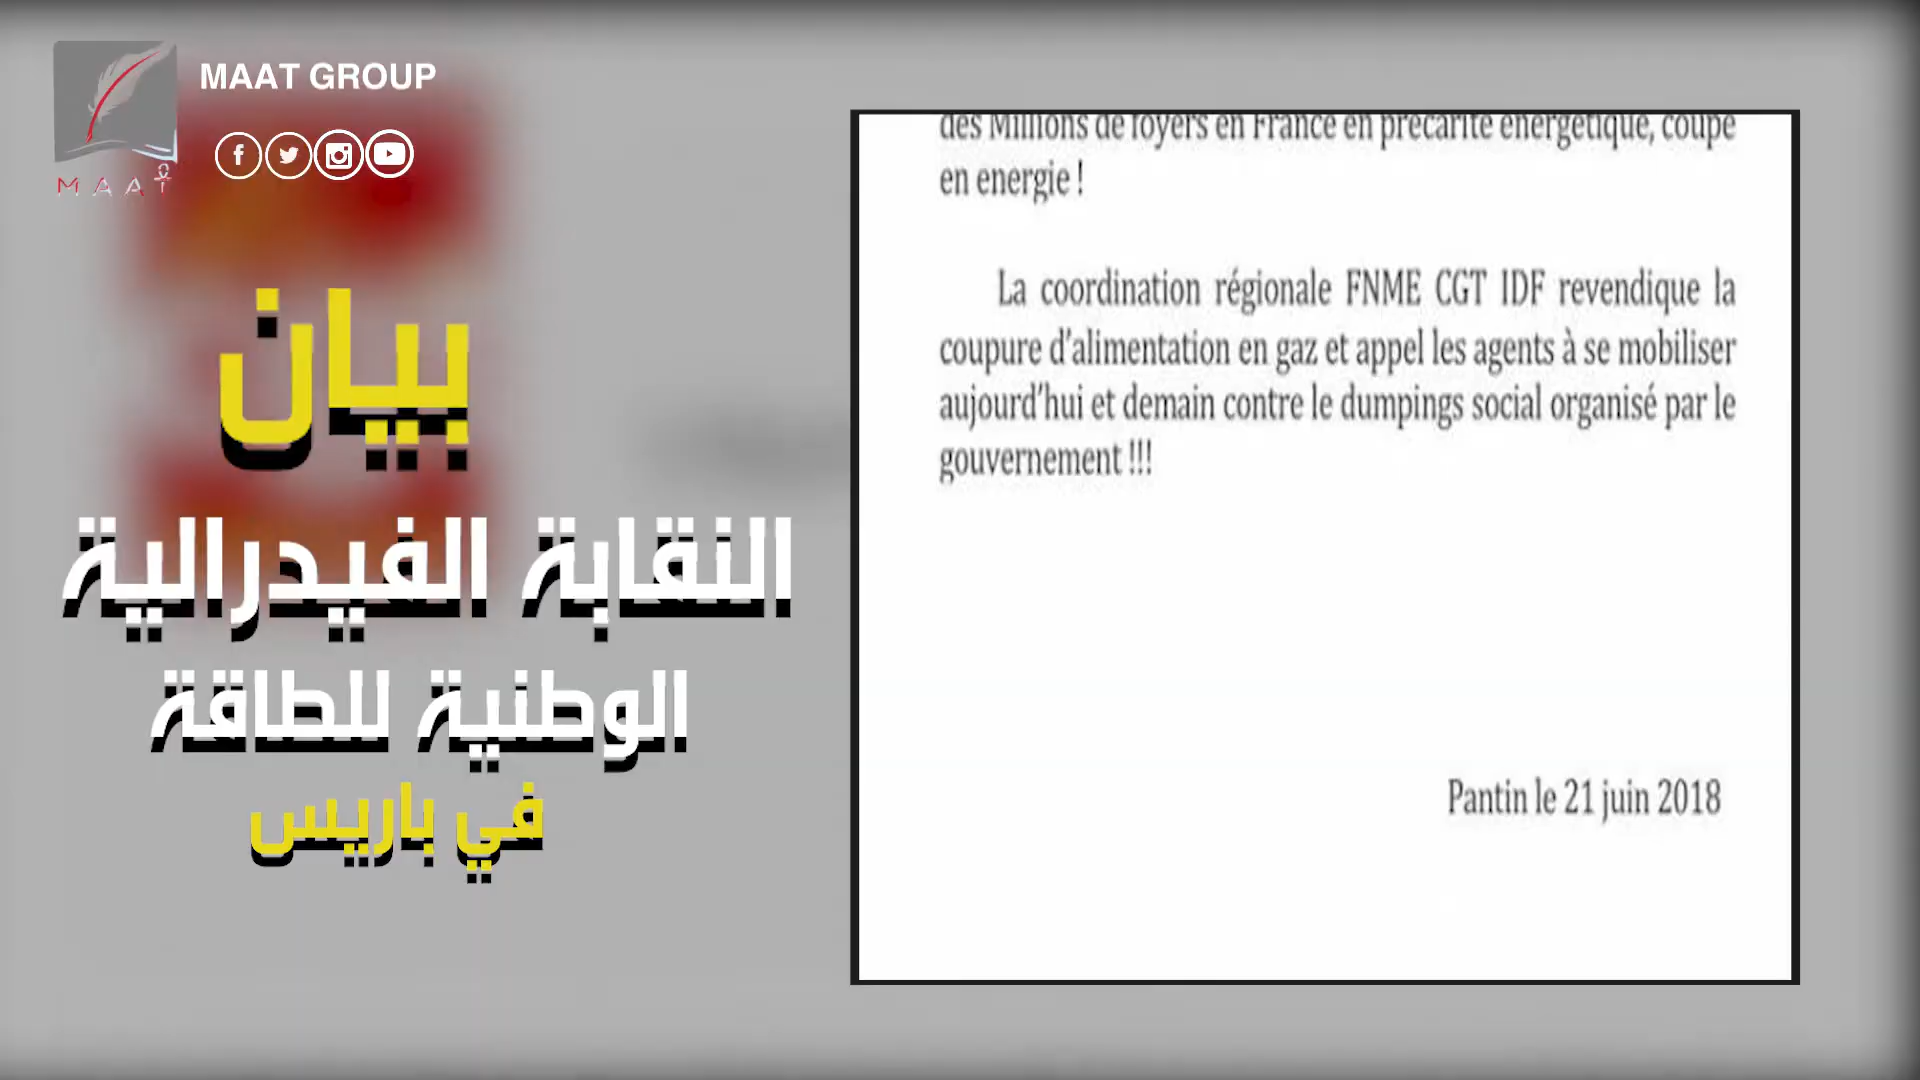 MAAT GROUP
MAAT
بيان
النقابة الفيدرالية
الوطنية للطاقة
في باريس
des Millions de foyers en France en précarité énergétique, coupé
en energie !
La coordination régionale FNME CGT IDF revendique la
coupure d’alimentation en gaz et appel les agents à se mobiliser
aujourd’hui et demain contre le dumpings social organisé par le
gouvernement !!!
Pantin le 21 juin 2018